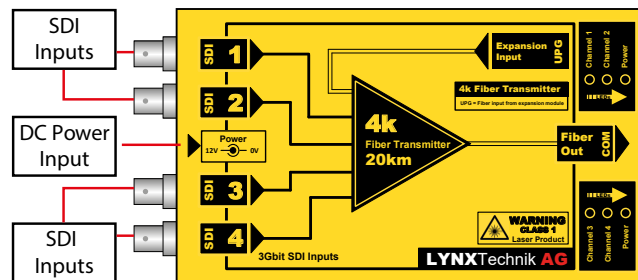 SDI
Inputs
DC Power
Input
SDI
Inputs
SDI 1
SDI 2
Power
12V 0V
SDI 3
SDI 4
3Gbit SDI Inputs
4k
Fiber Transmitter
20km
Expansion
Input
UPG
4k Fiber Transmitter
UPG = Fiber input from expansion module
Fiber
Out
COM
WARNING
CLASS 1
Laser Product
LYNXTechnik AG
Channel 1
Channel 2
Power
LEDs
LEDs
Channel 3
Channel 4
Power